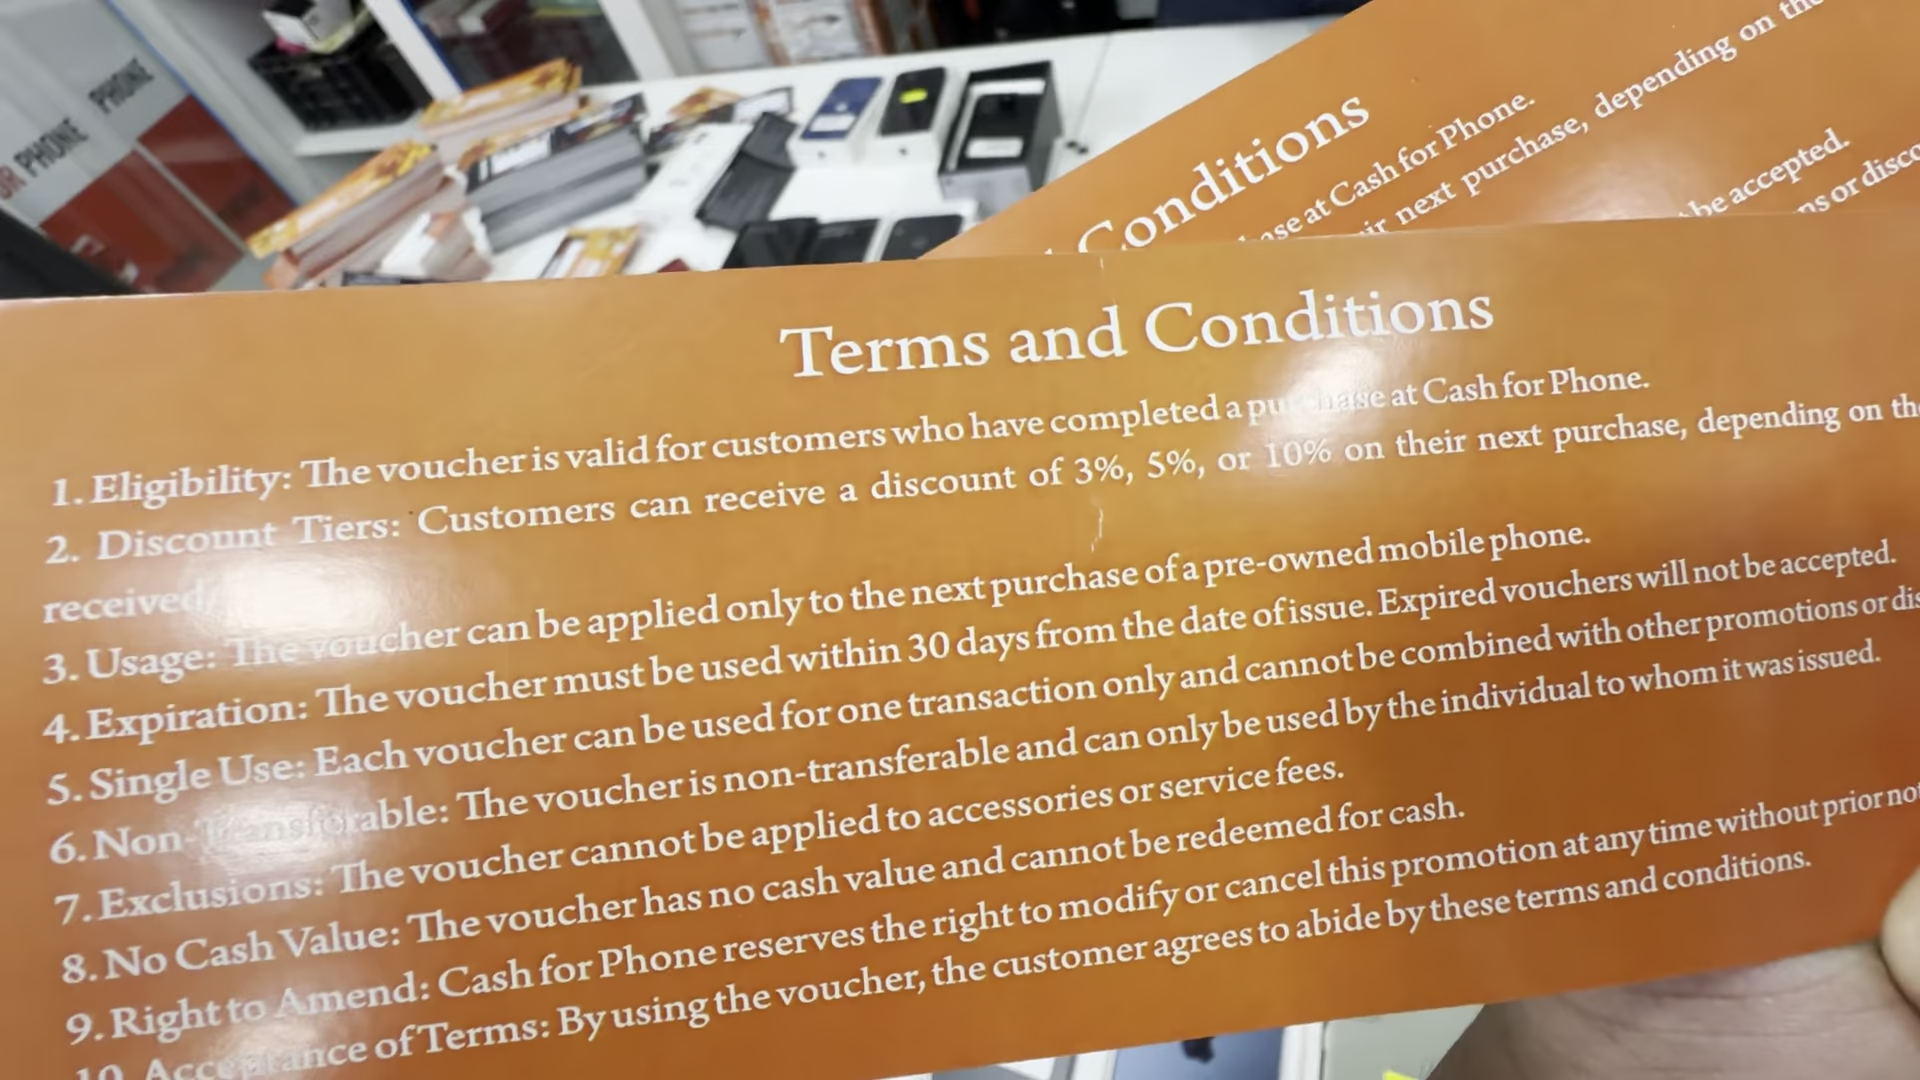 PHONE
PHONE
Conditions
at Cash for Phone.
next purchase, depending on
be accepted.
or
Terms and Conditions
1. Eligibility: The voucher is valid for customers who have completed a purchase at Cash for Phone.
2. Discount Tiers: Customers can receive a discount of 3%, 5%, or 10% on their next purchase, depending on
received
3. Usage: The voucher can be applied only to the next purchase of a pre-owned mobile phone.
4. Expiration: The voucher must be used within 30 days from the date of issue. Expired vouchers will not be accepted.
5. Single Use: Each voucher can be used for one transaction only and cannot be combined with other promotions or
6. Non-Transferable: The voucher is non-transferable and can only be used by the individual to whom it was issued.
7. Exclusions: The voucher cannot be applied to accessories or service fees.
8. No Cash Value: The voucher has no cash value and cannot be redeemed for cash.
9. Right to Amend: Cash for Phone reserves the right to modify or cancel this promotion at any time without prior
10. Acceptance of Terms: By using the voucher, the customer agrees to abide by these terms and conditions.